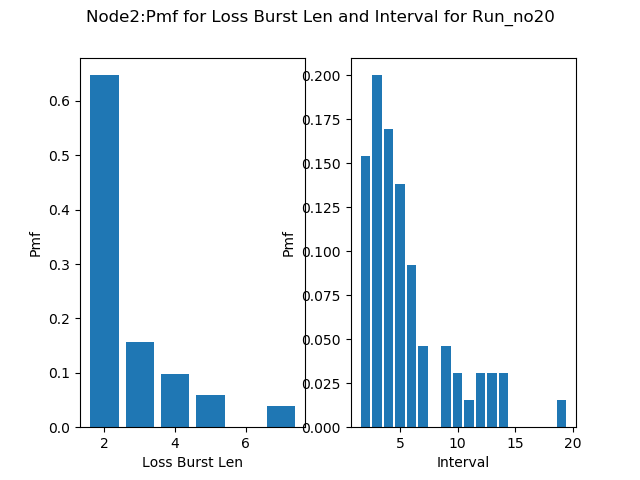 Node2:Pmf for Loss Burst Len and Interval for Run_no20
0.6
0.5
0.4
0.3
0.2
0.1
0.0
Pmf
2 4 6
Loss Burst Len
0.200
0.175
0.150
0.125
0.100
0.075
0.050
0.025
0.000
Pmf
5 10 15 20
Interval